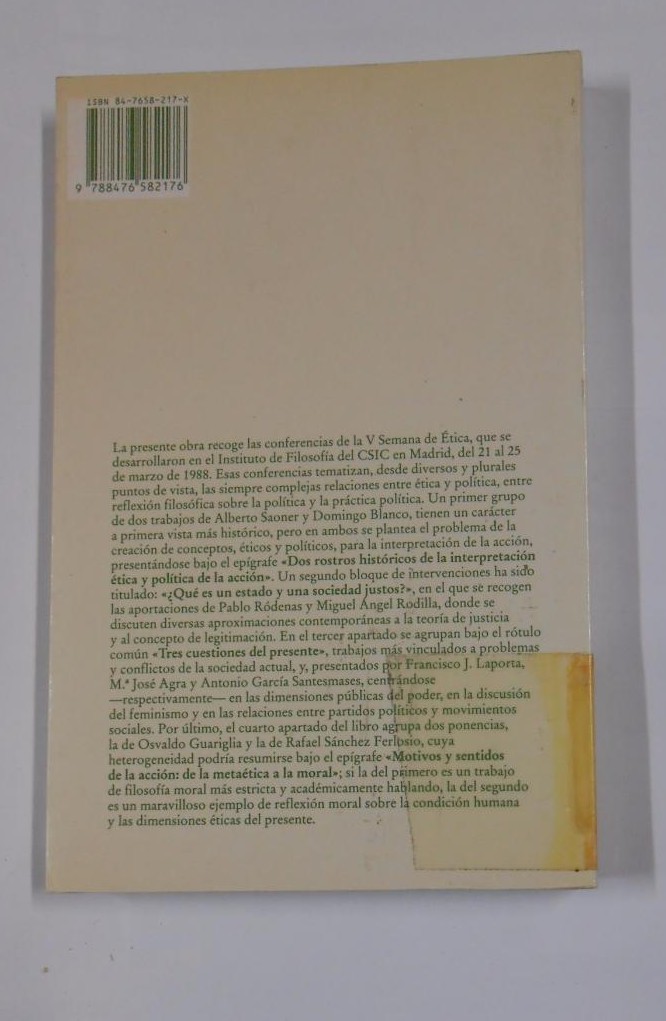 ISBN 84-7658-217-X
9 788476 582176
La presente obra recoge las conferencias de la V Semana de Ética, que se
desarrollaron en el Instituto de Filosofía del CSIC en Madrid, del 21 al 25
de marzo de 1988. Esas conferencias tematizan, desde diversos y plurales
puntos de vista, las siempre complejas relaciones entre ética y política, entre
reflexión filosófica sobre la política y la práctica política. Un primer grupo
de dos trabajos de Alberto Saoner y Domingo Blanco, tienen un carácter
a primera vista más histórico, pero en ambos se plantea el problema de la
creación de conceptos, éticos y políticos, para la interpretación de la acción,
presentándose bajo el epígrafe «Dos rostros históricos de la interpretación
ética y política de la acción». Un segundo bloque de intervenciones ha sido
titulado: «¿Qué es un estado y una sociedad justos?», en el que se recogen
las aportaciones de Pablo Ródenas y Miguel Ángel Rodilla, donde se
discuten diversas aproximaciones contemporáneas a la teoría de justicia
y al concepto de legitimación. En el tercer apartado se agrupan bajo el rótulo
común «Tres cuestiones del presente», trabajos más vinculados a problemas
y conflictos de la sociedad actual, y, presentados por Francisco J. Laporta,
M.ª José Agra y Antonio García Santesmases, centrándose
—respectivamente— en las dimensiones públicas del poder, en la discusión
del feminismo y en las relaciones entre partidos políticos y movimientos
sociales. Por último, el cuarto apartado del libro agrupa dos ponencias,
la de Osvaldo Guariglia y la de Rafael Sánchez Ferlosio, cuya
heterogeneidad podría resumirse bajo el epígrafe «Motivos y sentidos
de la acción: de la metaética a la moral»; si la del primero es un trabajo
de filosofía moral más estricta y académicamente hablando, la del segundo
es un maravilloso ejemplo de reflexión moral sobre la condición humana
y las dimensiones éticas del presente.